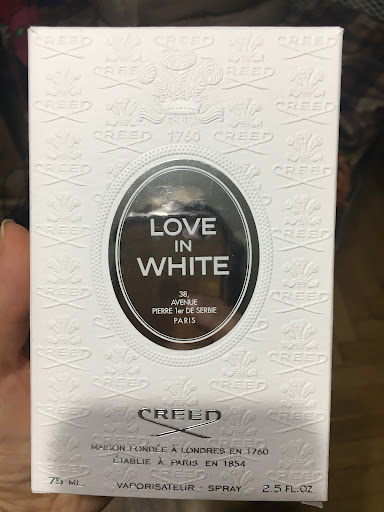 CREED CREED
1760
LOVE
IN
WHITE
38,
AVENUE
PIERRE 1er DE SERBIE
PARIS
CREED
MAISON FONDÉE À LONDRES EN 1760
ÉTABLIE À PARIS EN 1854
75 ML. VAPORISATEUR - SPRAY 2.5 FL.OZ